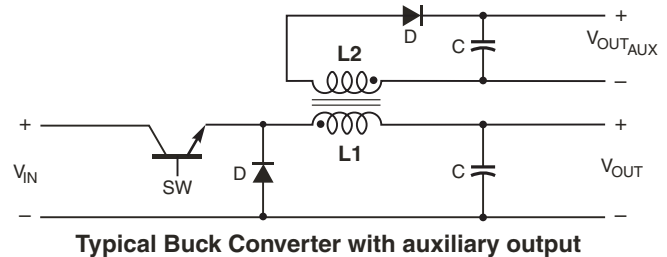 D
C
+
V_OUT_AUX
–
L2
+
L1
+
V_IN
SW
D
C
V_OUT
–
–
Typical Buck Converter with auxiliary output